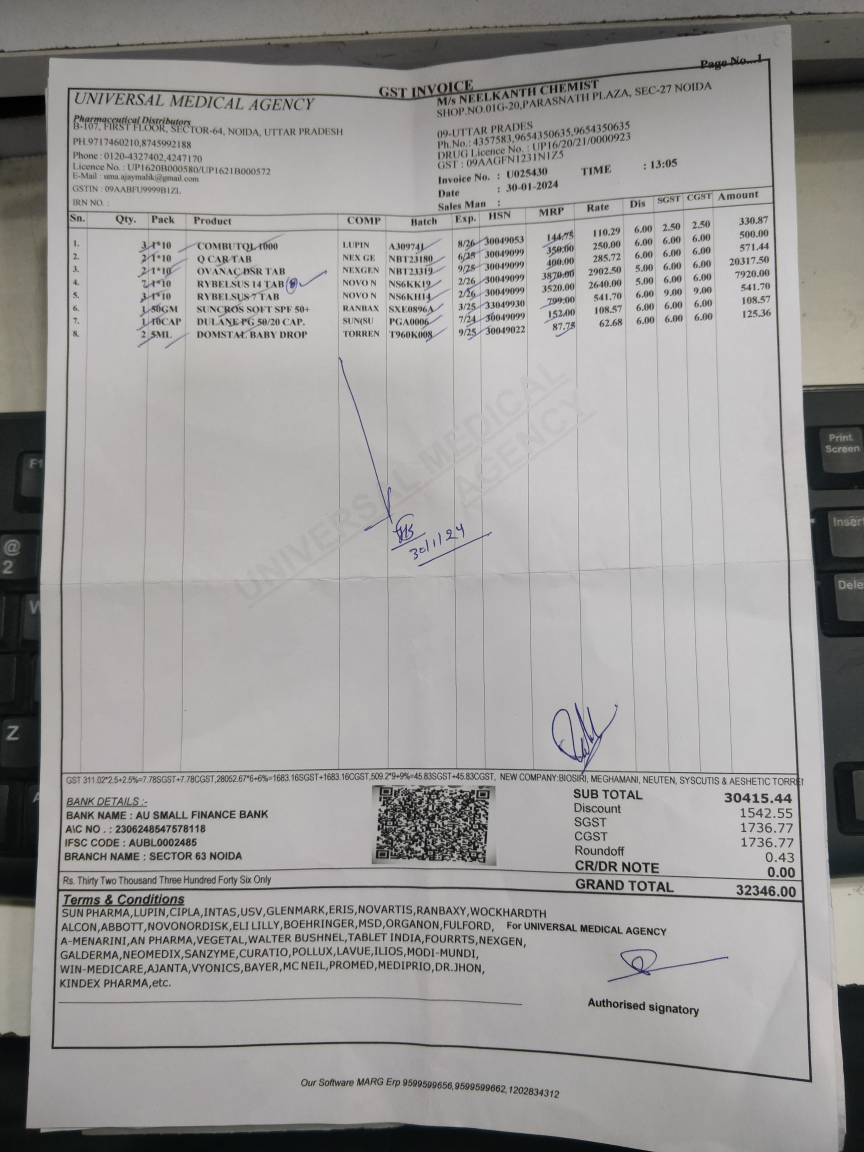 Page No...1
GST INVOICE
UNIVERSAL MEDICAL AGENCY
Pharmaceutical Distributors
B-107, FIRST FLOOR, SECTOR-64, NOIDA, UTTAR PRADESH
PH.9717460210,8745992188
Phone : 0120-4327402,4247170
Licence No. : UP1620B000580/UP1621B000572
E-Mail : uma.ajaymalik@gmail.com
GSTIN : 09AABFU9999B1ZL
IRN NO. :
M/s NEELKANTH CHEMIST
SHOP.NO.01G-20,PARASNATH PLAZA, SEC-27 NOIDA
09-UTTAR PRADES
Ph.No.: 4357583,9654350635,9654350635
DRUG Licence No. : UP16/20/21/0000923
GST : 09AAGFN1231N1Z5
Invoice No. : U025430 TIME : 13:05
Date : 30-01-2024
Sales Man :
Sn. Qty. Pack Product COMP Batch Exp. HSN MRP Rate Dis SGST CGST Amount
1. 3 1*10 COMBUTOL 1000 LUPIN A309741 8/26 30049053 144.75 110.29 6.00 2.50 2.50 330.87
2. 2 1*10 Q CAR TAB NEX GE NBT23180 6/25 30049099 350.00 250.00 6.00 6.00 6.00 500.00
3. 2 1*10 OVANAC DSR TAB NEXGEN NBT23319 9/25 30049099 400.00 285.72 6.00 6.00 6.00 571.44
4. 7 1*10 RYBELSUS 14 TAB NOVO N NS6KK19 2/26 30049099 3870.00 2902.50 5.00 6.00 6.00 20317.50
5. 3 1*10 RYBELSUS 7 TAB NOVO N NS6KH14 2/26 30049099 3520.00 2640.00 5.00 6.00 6.00 7920.00
6. 1 50GM SUNCROS SOFT SPF 50+ RANBAX SXE0896A 3/25 33049930 799.00 541.70 6.00 9.00 9.00 541.70
7. 1 10CAP DULANE PG 50/20 CAP. SUN(SU PGA0006 7/24 30049099 152.00 108.57 6.00 6.00 6.00 108.57
8. 2 5ML DOMSTAL BABY DROP TORREN T960K008 9/25 30049022 87.75 62.68 6.00 6.00 6.00 125.36
UNIVERSAL MEDICAL
AGENCY
30/1/24
GST 311.02*2.5+2.5%=7.78SGST+7.78CGST,28052.67*6+6%=1683.16SGST+1683.16CGST,509.2*9+9%=45.83SGST+45.83CGST, NEW COMPANY:BIOSIRI, MEGHAMANI, NEUTEN, SYSCUTIS & AESHETIC TORRE
BANK DETAILS :-
BANK NAME : AU SMALL FINANCE BANK
A\C NO . : 2306248547578118
IFSC CODE : AUBL0002485
BRANCH NAME : SECTOR 63 NOIDA
SUB TOTAL 30415.44
Discount 1542.55
SGST 1736.77
CGST 1736.77
Roundoff 0.43
CR/DR NOTE 0.00
GRAND TOTAL 32346.00
Rs. Thirty Two Thousand Three Hundred Forty Six Only
Terms & Conditions
SUN PHARMA,LUPIN,CIPLA,INTAS,USV,GLENMARK,ERIS,NOVARTIS,RANBAXY,WOCKHARDTH
ALCON,ABBOTT,NOVONORDISK,ELI LILLY,BOEHRINGER,MSD,ORGANON,FULFORD,
A-MENARINI,AN PHARMA,VEGETAL,WALTER BUSHNEL,TABLET INDIA,FOURRTS,NEXGEN,
GALDERMA,NEOMEDIX,SANZYME,CURATIO,POLLUX,LAVUE,ILIOS,MODI-MUNDI,
WIN-MEDICARE,AJANTA,VYONICS,BAYER,MC NEIL,PROMED,MEDIPRIO,DR.JHON,
KINDEX PHARMA,etc.
For UNIVERSAL MEDICAL AGENCY
Authorised signatory
Our Software MARG Erp 9599599656,9599599662,1202834312
Print
Screen
Insert
Dele
F1
@
2
W
Z
A